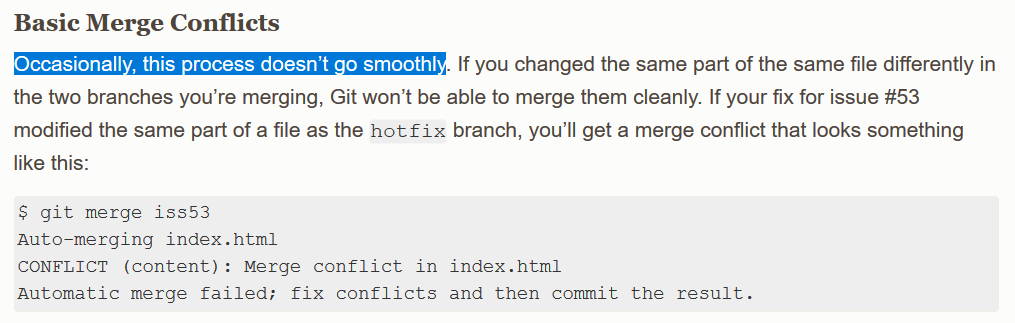 Basic Merge Conflicts
Occasionally, this process doesn’t go smoothly. If you changed the same part of the same file differently in
the two branches you’re merging, Git won’t be able to merge them cleanly. If your fix for issue #53
modified the same part of a file as the hotfix branch, you’ll get a merge conflict that looks something
like this:
$ git merge iss53
Auto-merging index.html
CONFLICT (content): Merge conflict in index.html
Automatic merge failed; fix conflicts and then commit the result.